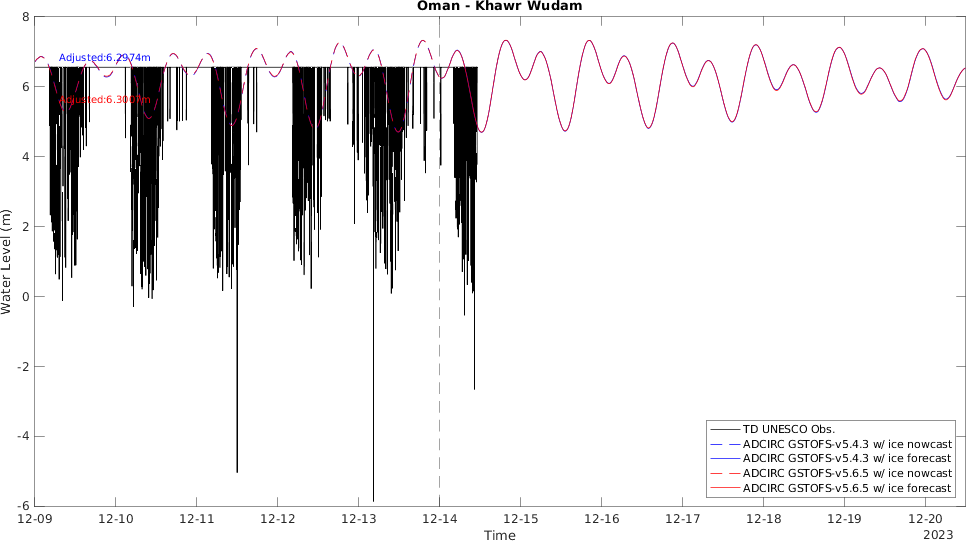 Oman - Khawr Wudam
8
6
4
2
0
-2
-4
-6
Water Level (m)
Adjusted:6.2974m
TD UNESCO Obs.
ADCIRC GSTOFS-v5.4.3 w/ ice nowcast
ADCIRC GSTOFS-v5.4.3 w/ ice forecast
ADCIRC GSTOFS-v5.6.5 w/ ice nowcast
ADCIRC GSTOFS-v5.6.5 w/ ice forecast
12-09 12-10 12-11 12-12 12-13 12-14 12-15 12-16 12-17 12-18 12-19 12-20
Time
2023